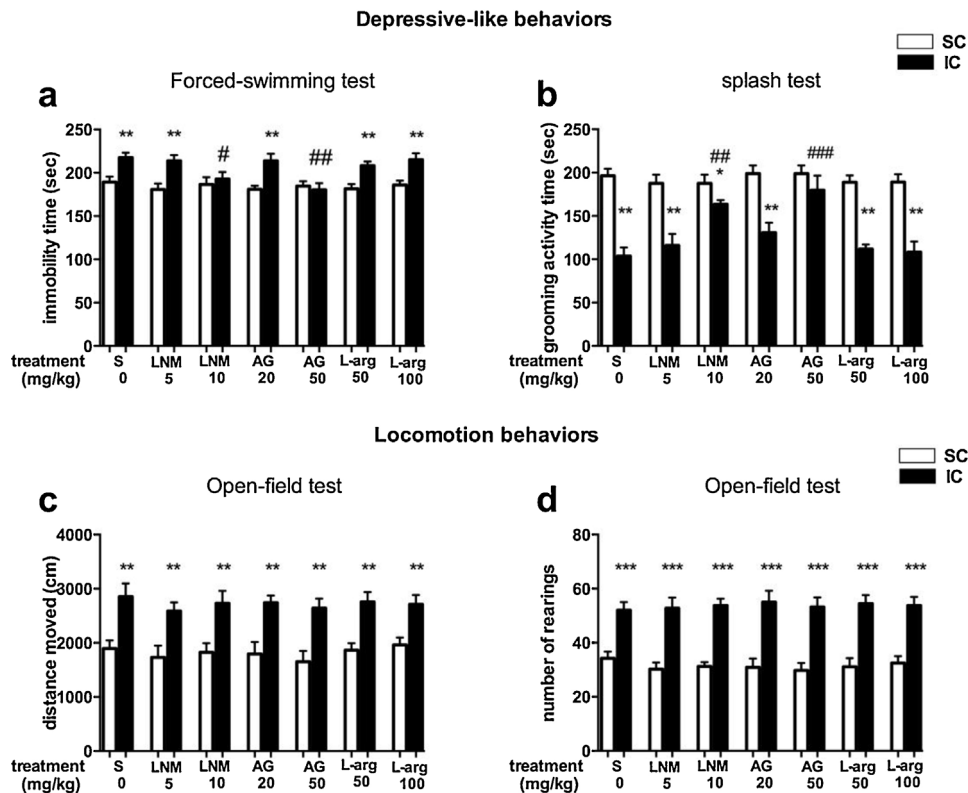 Depressive-like behaviors
SC
IC
a
Forced-swimming test
immobility time (sec)
250
200
150
100
50
0
** ** # ** ## ** **
treatment S LNM LNM AG AG L-arg L-arg
(mg/kg) 0 5 10 20 50 50 100
b
splash test
grooming activity time (sec)
250
200
150
100
50
0
## ###
** ** * ** ** **
treatment S LNM LNM AG AG L-arg L-arg
(mg/kg) 0 5 10 20 50 50 100
Locomotion behaviors
SC
IC
c
Open-field test
distance moved (cm)
4000
3000
2000
1000
0
** ** ** ** ** ** **
treatment S LNM LNM AG AG L-arg L-arg
(mg/kg) 0 5 10 20 50 50 100
d
Open-field test
number of rearings
80
60
40
20
0
*** *** *** *** *** *** ***
treatment S LNM LNM AG AG L-arg L-arg
(mg/kg) 0 5 10 20 50 50 100